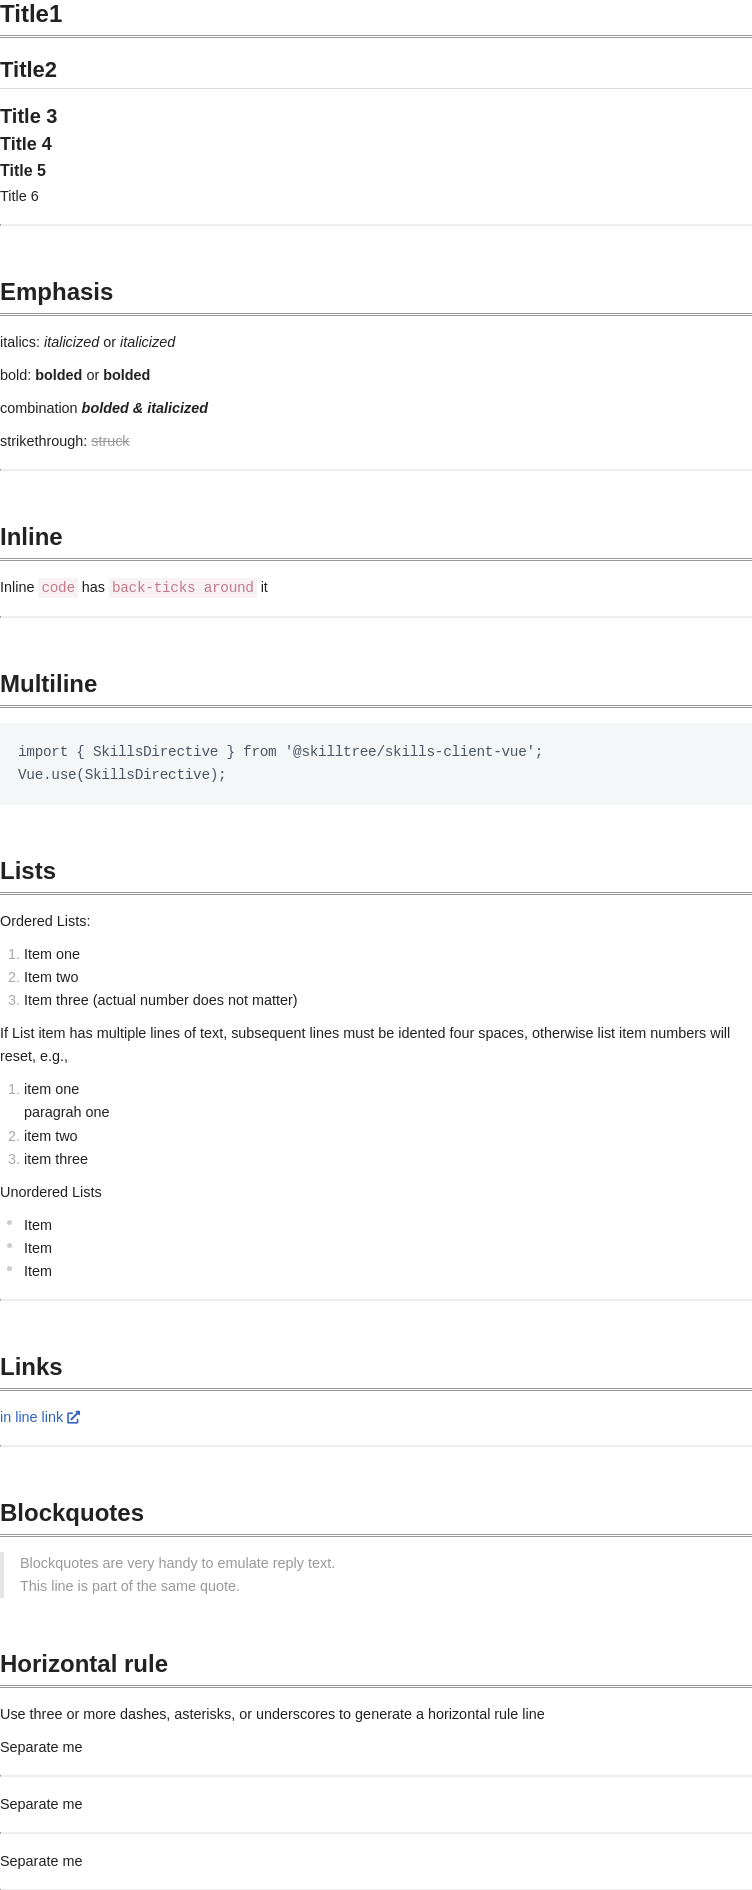 Title1
Title2
Title 3
Title 4
Title 5
Title 6
Emphasis
italics: italicized or italicized
bold: bolded or bolded
combination bolded & italicized
strikethrough: struck
Inline
Inline code has back-ticks around it
Multiline
import { SkillsDirective } from '@skilltree/skills-client-vue';
Vue.use(SkillsDirective);
Lists
Ordered Lists:
1. Item one
2. Item two
3. Item three (actual number does not matter)
If List item has multiple lines of text, subsequent lines must be idented four spaces, otherwise list item numbers will
reset, e.g.,
1. item one
paragrah one
2. item two
3. item three
Unordered Lists
• Item
• Item
• Item
Links
in line link
Blockquotes
Blockquotes are very handy to emulate reply text.
This line is part of the same quote.
Horizontal rule
Use three or more dashes, asterisks, or underscores to generate a horizontal rule line
Separate me
Separate me
Separate me